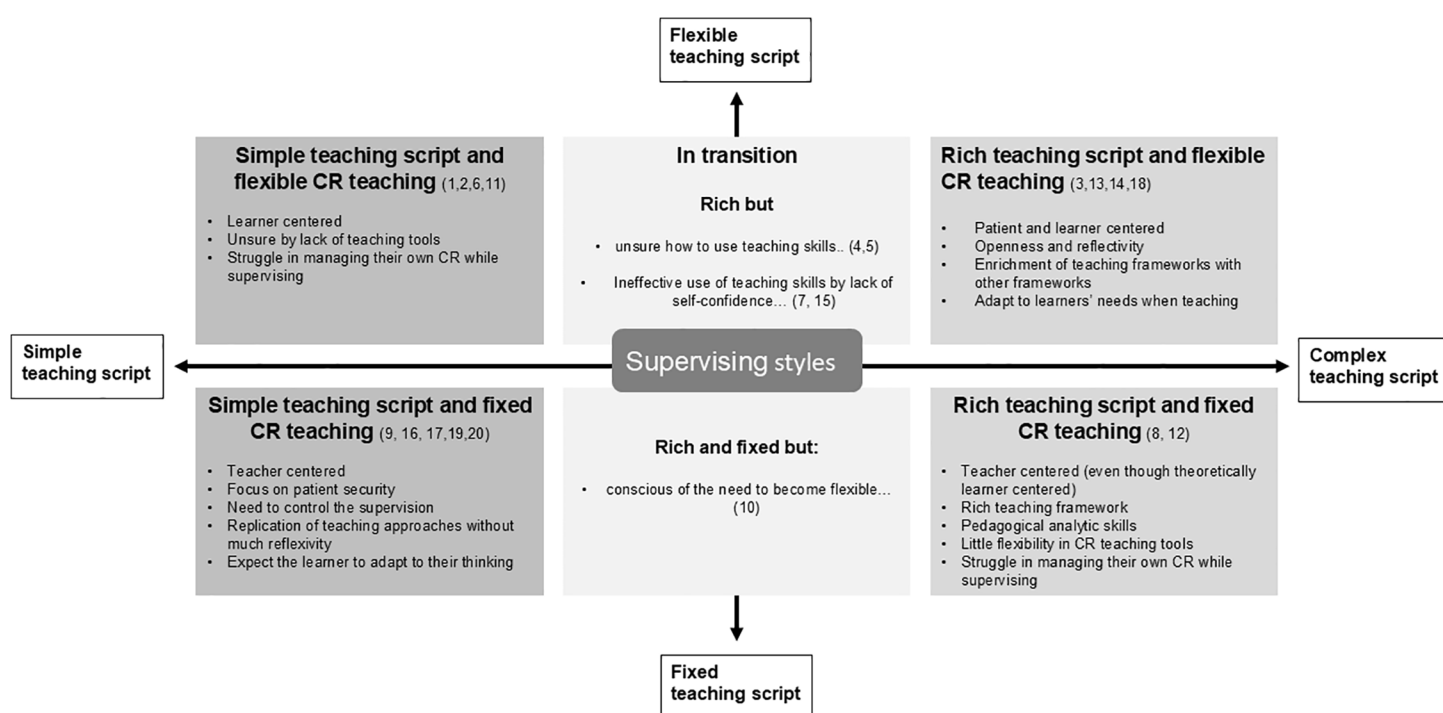 Flexible
teaching script
Simple teaching script and
flexible CR teaching (1,2,6,11)
• Learner centered
• Unsure by lack of teaching tools
• Struggle in managing their own CR while
supervising
In transition
Rich but
• unsure how to use teaching skills.. (4,5)
• Ineffective use of teaching skills by lack of
self-confidence... (7, 15)
Rich teaching script and flexible
CR teaching (3,13,14,18)
• Patient and learner centered
• Openness and reflectivity
• Enrichment of teaching frameworks with
other frameworks
• Adapt to learners' needs when teaching
Simple
teaching script
Supervising styles
Complex
teaching script
Simple teaching script and fixed
CR teaching (9, 16, 17,19,20)
• Teacher centered
• Focus on patient security
• Need to control the supervision
• Replication of teaching approaches without
much reflexivity
• Expect the learner to adapt to their thinking
Rich and fixed but:
• conscious of the need to become flexible...
(10)
Rich teaching script and fixed
CR teaching (8, 12)
• Teacher centered (even though theoretically
learner centered)
• Rich teaching framework
• Pedagogical analytic skills
• Little flexibility in CR teaching tools
• Struggle in managing their own CR while
supervising
Fixed
teaching script